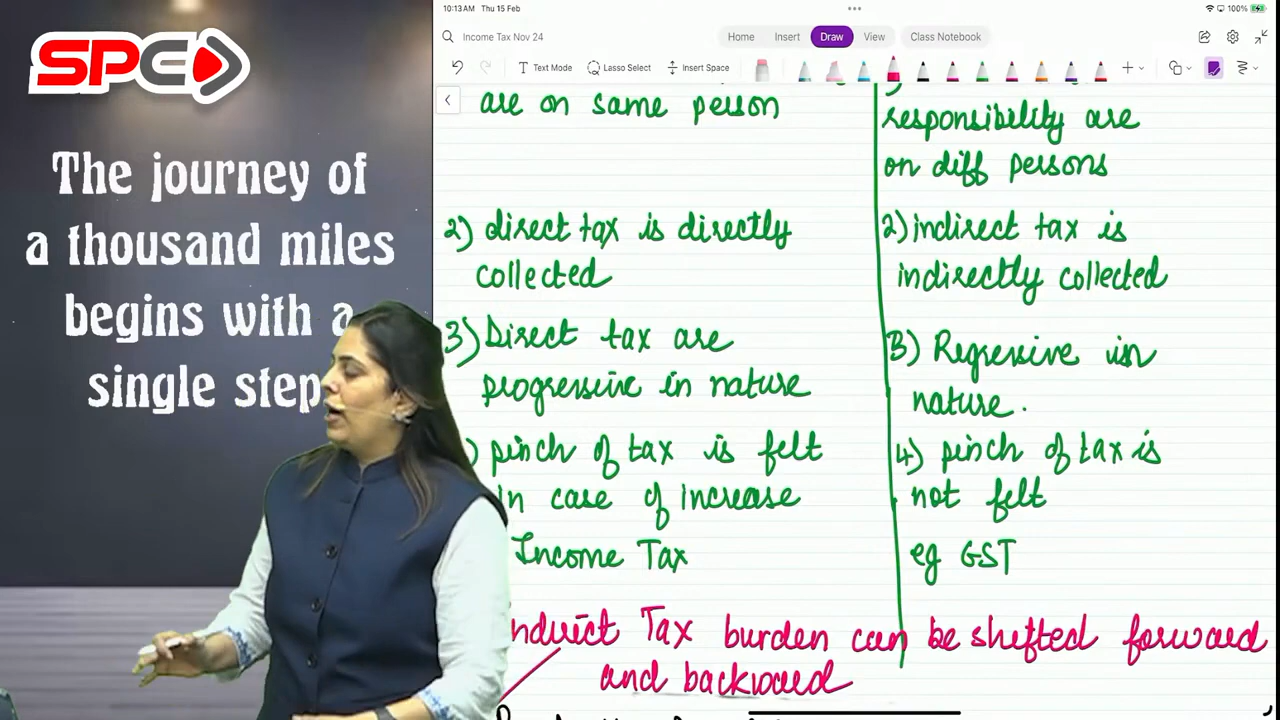 10:13 AM Thu 15 Feb
100%
Income Tax Nov 24
Home Insert Draw View Class Notebook
Text Mode Lasso Select Insert Space
SPED
The journey of
a thousand miles
begins with a
single step
are on same person
2) direct tax is directly
collected
3) Direct tax are
progressive in nature
) pinch of tax is felt
in case of increase
Income Tax
responsibility are
on diff persons
2) indirect tax is
indirectly collected
3) Regressive in
nature.
4) pinch of tax is
not felt
eg GST
Indirect Tax burden can be shifted forward
and backward